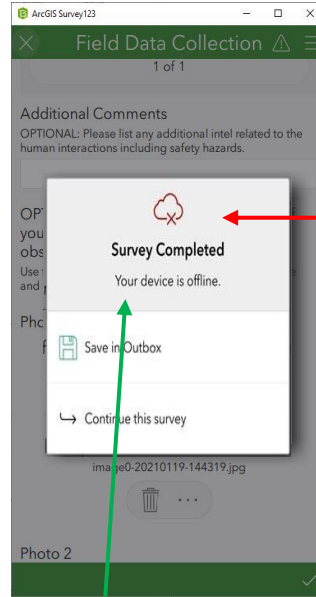 ArcGIS Survey123
Field Data Collection
1 of 1
Additional Comments
OPTIONAL: Please list any additional intel related to the
human interactions including safety hazards.
you
obs
Use
and
Survey Completed
Your device is offline.
Save in Outbox
Continue this survey
image0-20210119-144319.jpg
Photo 2